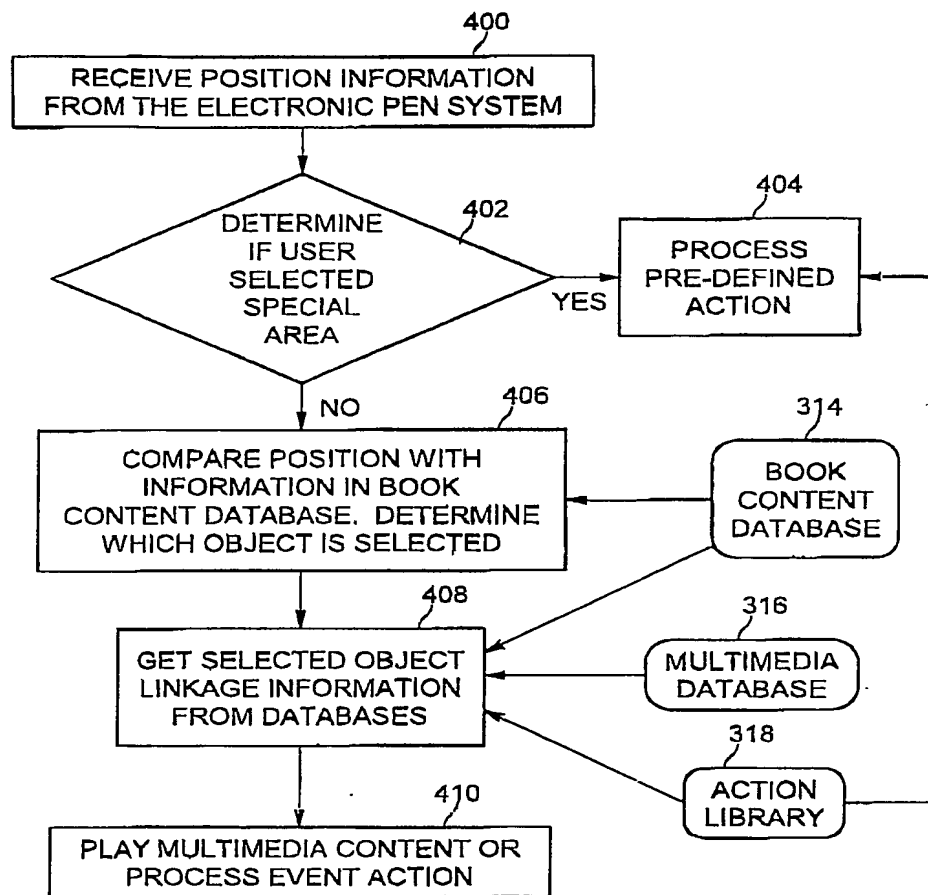 400
RECEIVE POSITION INFORMATION
FROM THE ELECTRONIC PEN SYSTEM
402
DETERMINE
IF USER
SELECTED
SPECIAL
AREA
YES
404
PROCESS
PRE-DEFINED
ACTION
NO
406
COMPARE POSITION WITH
INFORMATION IN BOOK
CONTENT DATABASE. DETERMINE
WHICH OBJECT IS SELECTED
314
BOOK
CONTENT
DATABASE
408
GET SELECTED OBJECT
LINKAGE INFORMATION
FROM DATABASES
316
MULTIMEDIA
DATABASE
318
ACTION
LIBRARY
410
PLAY MULTIMEDIA CONTENT OR
PROCESS EVENT ACTION